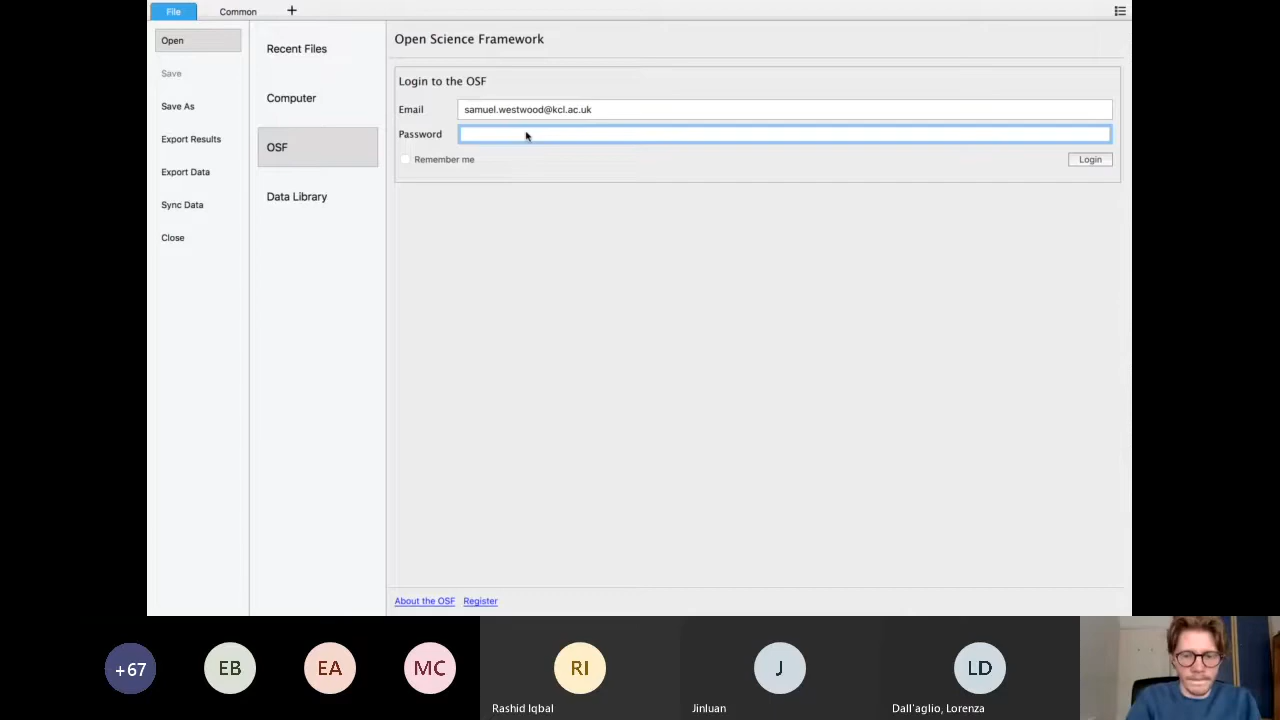 File
Common
+
Open
Save
Save As
Export Results
Export Data
Sync Data
Close
Recent Files
Computer
OSF
Data Library
Open Science Framework
Login to the OSF
Email samuel.westwood@kcl.ac.uk
Password
Remember me
Login
About the OSF Register
+67
EB
EA
MC
RI
Rashid Iqbal
J
Jinluan
LD
Dall'aglio, Lorenza